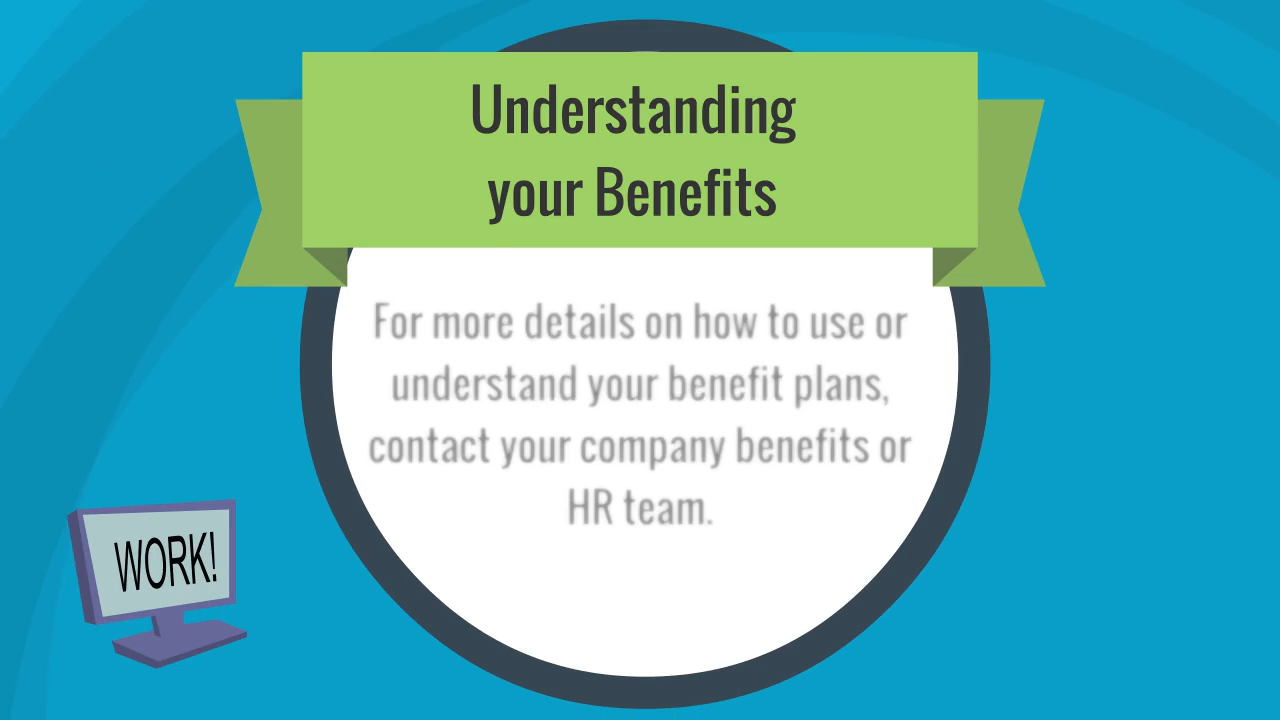 Understanding
your Benefits
For more details on how to use or
understand your benefit plans,
contact your company benefits or
HR team.
WORK!